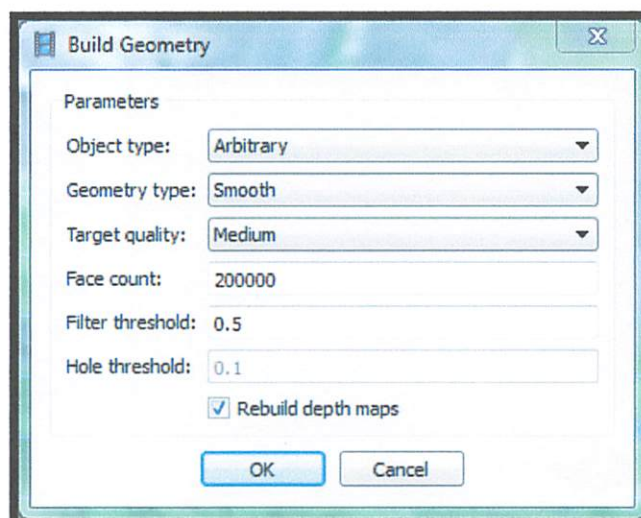 Build Geometry
Parameters
Object type: Arbitrary
Geometry type: Smooth
Target quality: Medium
Face count: 200000
Filter threshold: 0.5
Hole threshold: 0.1
Rebuild depth maps
OK Cancel